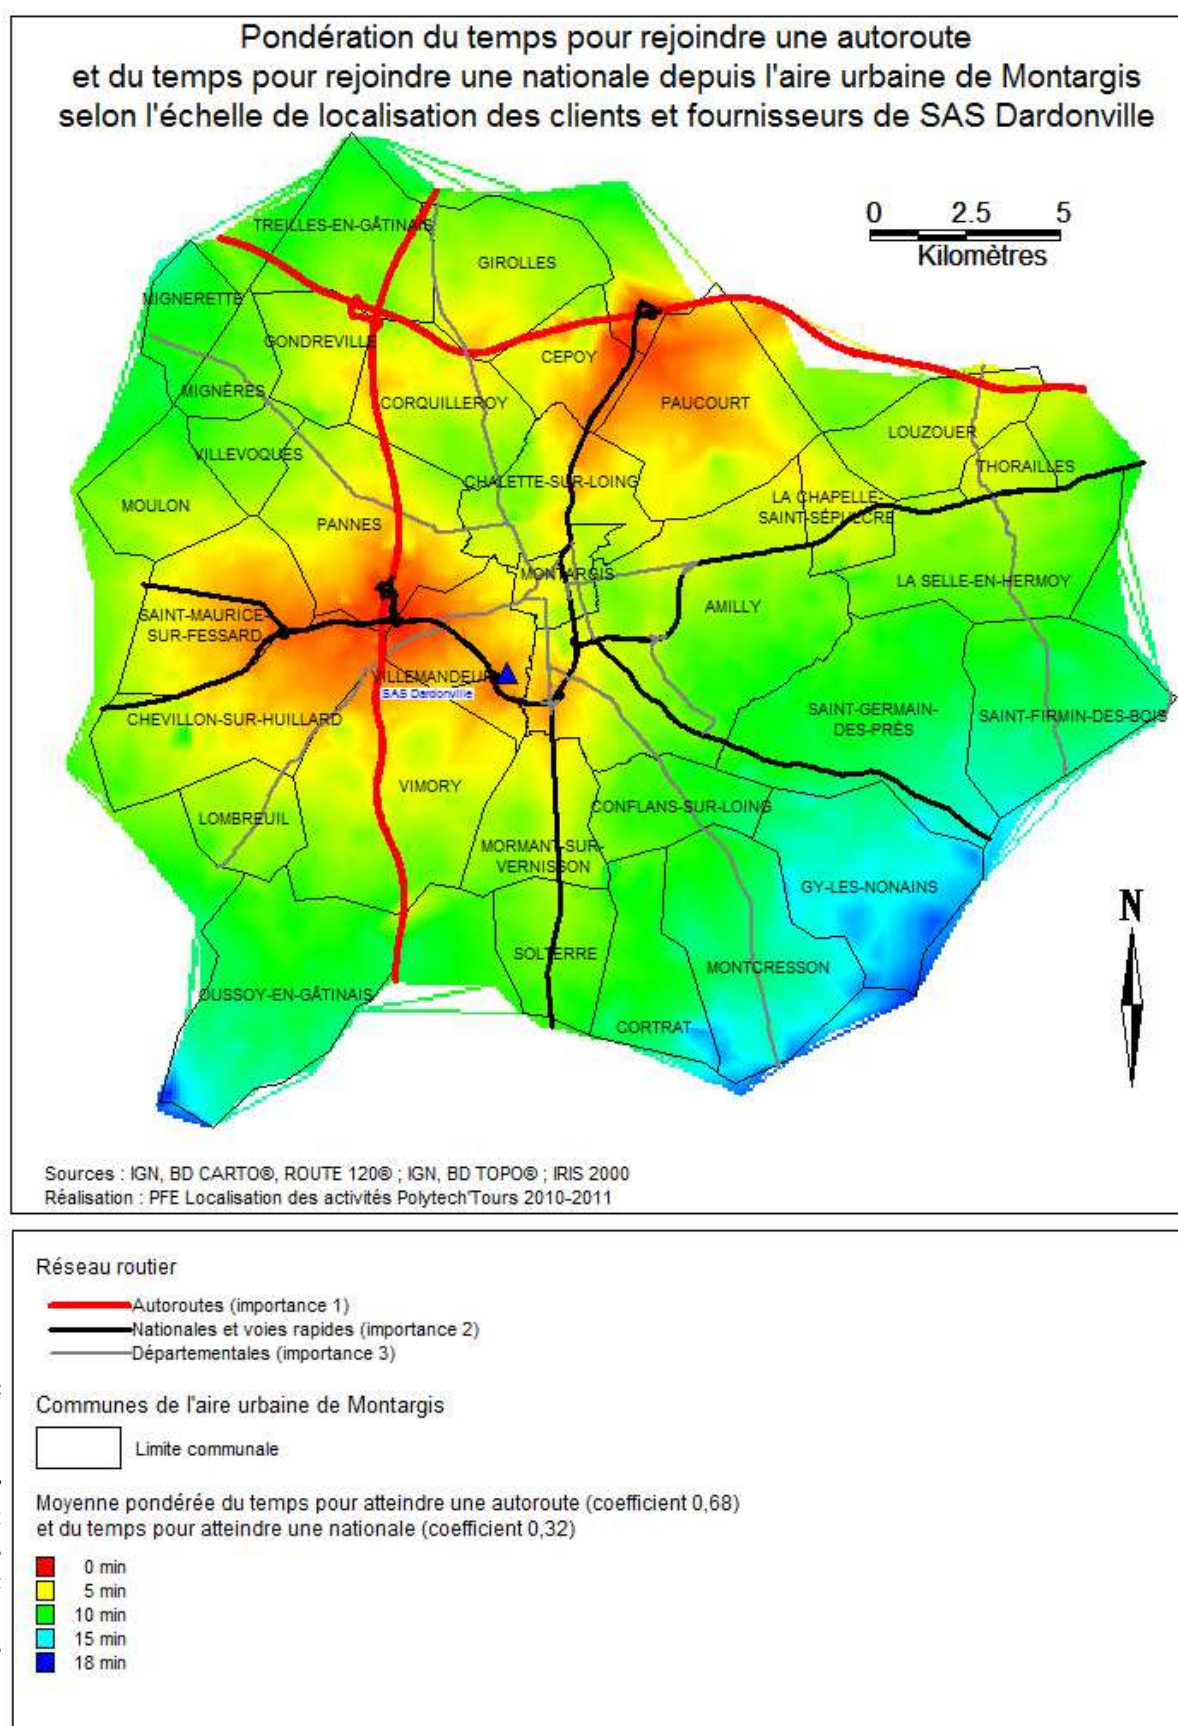 Pondération du temps pour rejoindre une autoroute
et du temps pour rejoindre une nationale depuis l'aire urbaine de Montargis
selon l'échelle de localisation des clients et fournisseurs de SAS Dardonville
0 2.5 5
Kilomètres
TREILLES-EN-GÂTINAIS
GIROLLES
MIGNERETTE
GONDREVILLE
CEPOY
MIGNÈRES
CORQUILLEROY
PAUCOURT
LOUZOUER
VILLEVOQUES
THORAILLES
CHALETTE-SUR-LOING
MOULON
LA CHAPELLE-
SAINT-SÉPULCRE
PANNES
MONTARGIS
LA SELLE-EN-HERMOY
AMILLY
SAINT-MAURICE-
SUR-FESSARD
VILLEMANDEUR
SAS Dardonville
CHEVILLON-SUR-HUILLARD
SAINT-GERMAIN-
DES-PRÉS
SAINT-FIRMIN-DES-BOIS
VIMORY
LOMBREUIL
CONFLANS-SUR-LOING
MORMANT-SUR-
VERNISSON
GY-LES-NONAINS
N
SOLTERRE
MONTCRESSON
OUSSOY-EN-GÂTINAIS
CORTRAT
Sources : IGN, BD CARTO®, ROUTE 120® ; IGN, BD TOPO® ; IRIS 2000
Réalisation : PFE Localisation des activités Polytech'Tours 2010-2011
Réseau routier
Autoroutes (importance 1)
Nationales et voies rapides (importance 2)
Départementales (importance 3)
Communes de l'aire urbaine de Montargis
Limite communale
Moyenne pondérée du temps pour atteindre une autoroute (coefficient 0,68)
et du temps pour atteindre une nationale (coefficient 0,32)
0 min
5 min
10 min
15 min
18 min